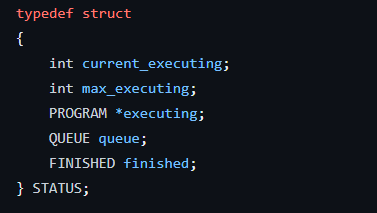 typedef struct
{
    int current_executing;
    int max_executing;
    PROGRAM *executing;
    QUEUE queue;
    FINISHED finished;
} STATUS;